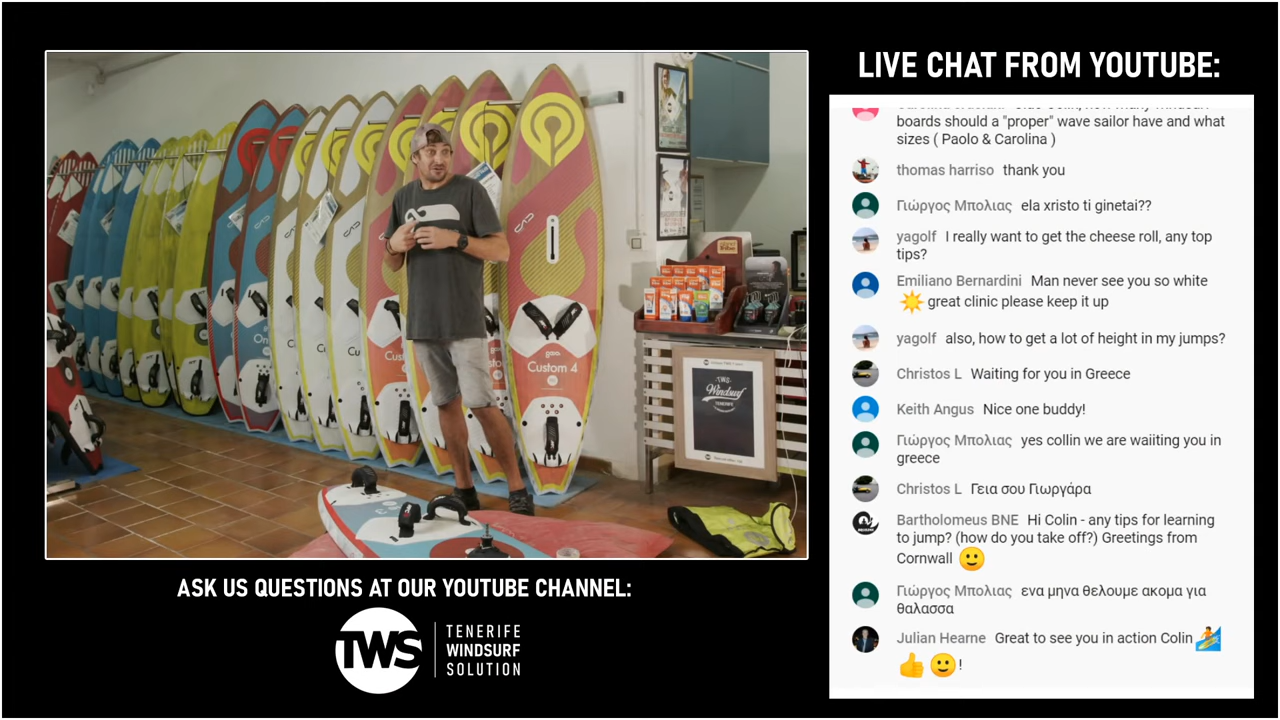 LIVE CHAT FROM YOUTUBE:
boards should a "proper" wave sailor have and what
sizes ( Paolo & Carolina )
thomas harriso thank you
Γιώργος Μπολιας ela xristo ti ginetai??
yagolf I really want to get the cheese roll, any top
tips?
Emiliano Bernardini Man never see you so white
☀️ great clinic please keep it up
yagolf also, how to get a lot of height in my jumps?
Christos L Waiting for you in Greece
Keith Angus Nice one buddy!
Γιώργος Μπολιας yes collin we are waiiting you in
greece
Christos L Γεια σου Γιωργάρα
Bartholomeus BNE Hi Colin - any tips for learning
to jump? (how do you take off?) Greetings from
Cornwall 🙂
Γιώργος Μπολιας ενα μηνα θελουμε ακομα για
θαλασσα
Julian Hearne Great to see you in action Colin 🏄
👍 🙂 !
Custom 4
TWS
Windsurf
TENERIFE
ASK US QUESTIONS AT OUR YOUTUBE CHANNEL:
TWS
TENERIFE
WINDSURF
SOLUTION